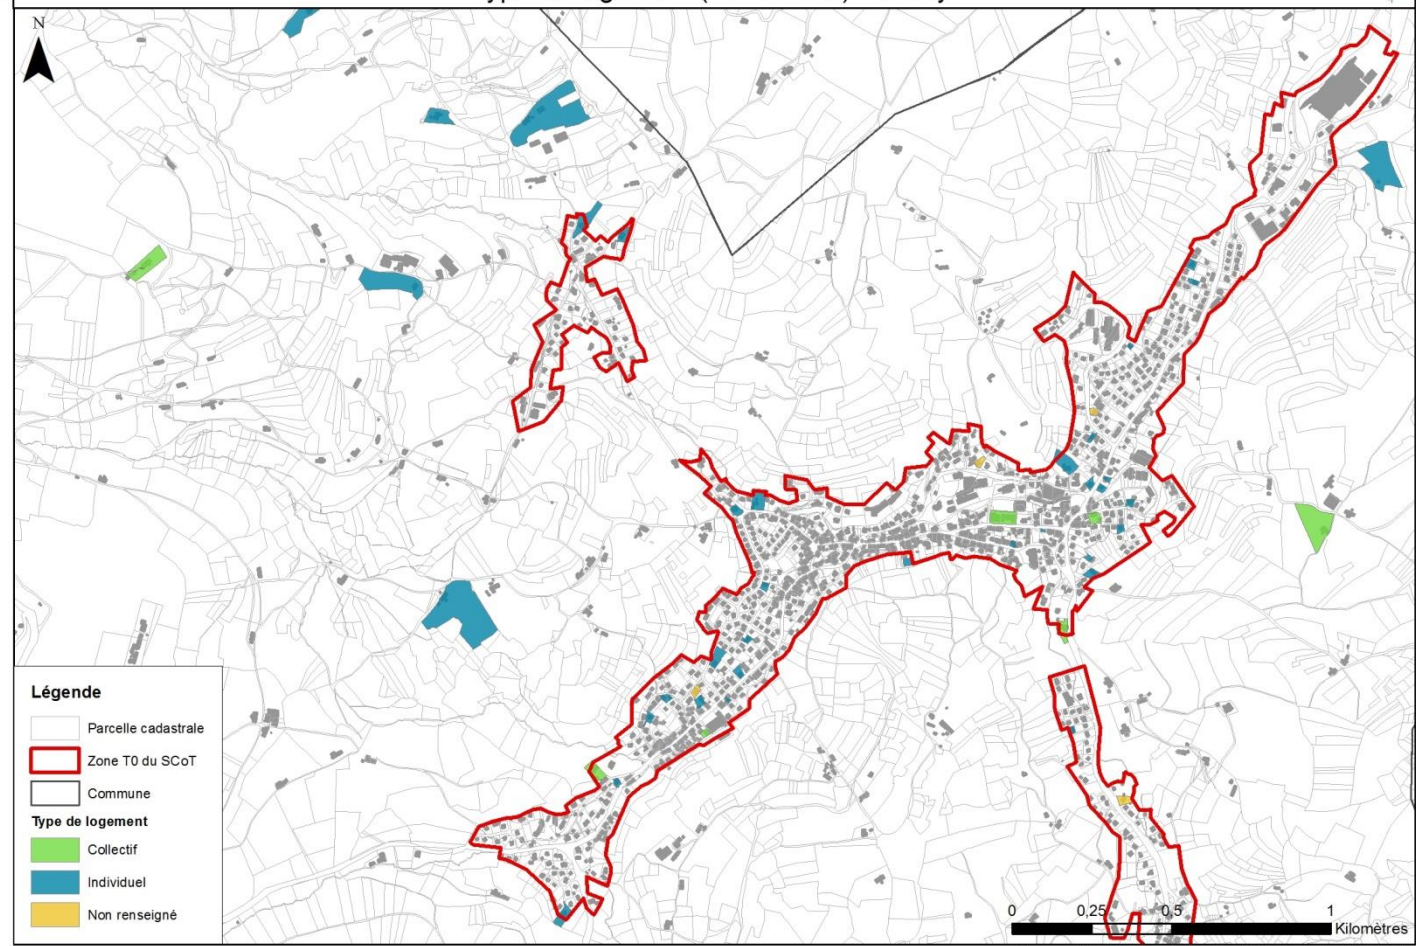 N
Légende
Parcelle cadastrale
Zone T0 du SCoT
Commune
Type de logement
Collectif
Individuel
Non renseigné
0 0,25 0,5 1
Kilomètres